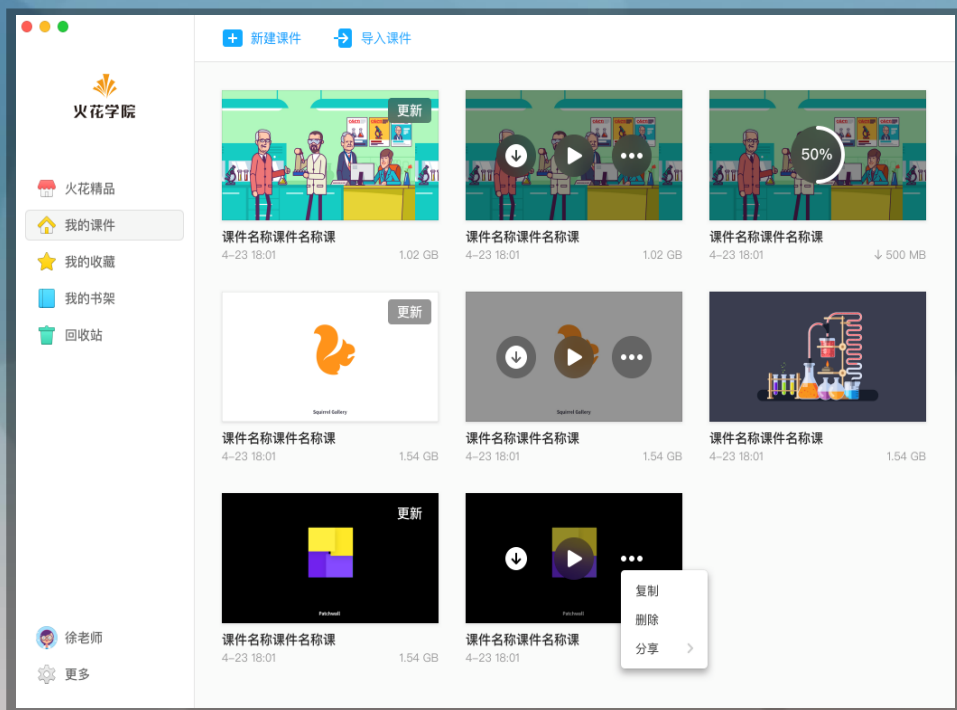 新建课件
导入课件
火花学院
火花精品
我的课件
我的收藏
我的书架
回收站
徐老师
更多
更新
50%
课件名称课件名称课
4-23 18:01
1.02 GB
课件名称课件名称课
4-23 18:01
1.02 GB
课件名称课件名称课
4-23 18:01
500 MB
更新
Squirrel Gallery
Squirrel Gallery
课件名称课件名称课
4-23 18:01
1.54 GB
课件名称课件名称课
4-23 18:01
1.54 GB
课件名称课件名称课
4-23 18:01
1.54 GB
更新
Patchwall
Patchwall
课件名称课件名称课
4-23 18:01
1.54 GB
课件名称课件名称课
4-23 18:01
复制
删除
分享